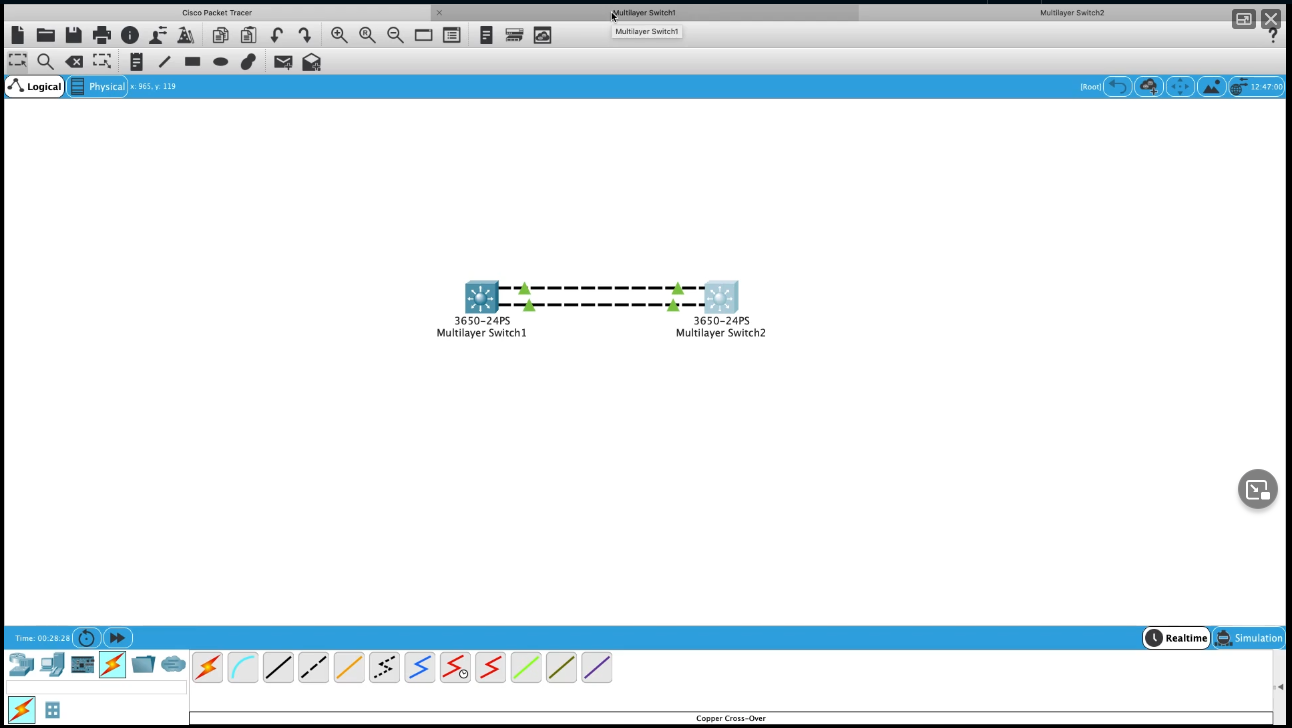 Cisco Packet Tracer
Multilayer Switch1
Multilayer Switch2
Multilayer Switch1
Logical
Physical
x: 965, y: 119
[Root]
12:47:00
3650-24PS
Multilayer Switch1
3650-24PS
Multilayer Switch2
Time: 00:28:28
Realtime
Simulation
Copper Cross-Over